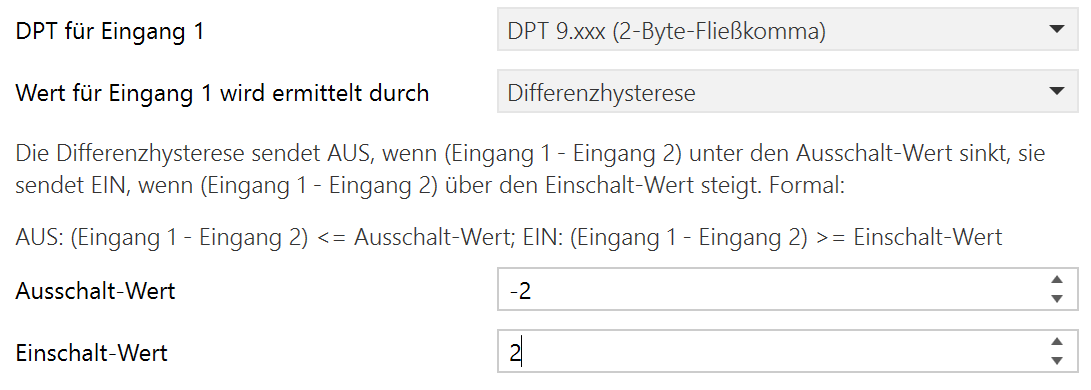 DPT für Eingang 1
DPT 9.xxx (2-Byte-Fließkomma)
Wert für Eingang 1 wird ermittelt durch
Differenzhysterese
Die Differenzhysterese sendet AUS, wenn (Eingang 1 - Eingang 2) unter den Ausschalt-Wert sinkt, sie
sendet EIN, wenn (Eingang 1 - Eingang 2) über den Einschalt-Wert steigt. Formal:
AUS: (Eingang 1 - Eingang 2) <= Ausschalt-Wert; EIN: (Eingang 1 - Eingang 2) >= Einschalt-Wert
Ausschalt-Wert
-2
Einschalt-Wert
2